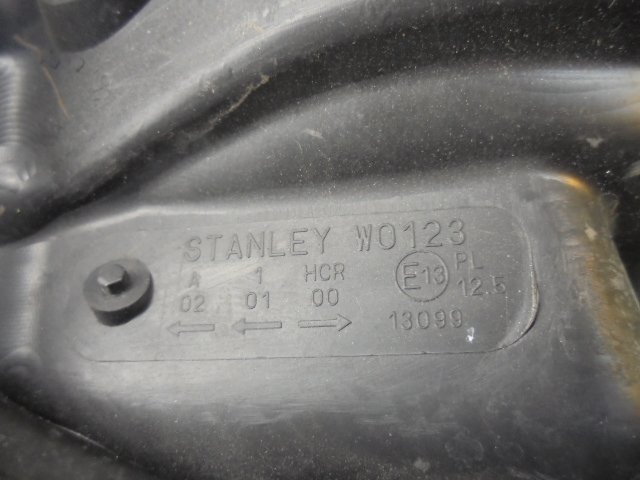 STANLEY W0123
A 1 HCR E13 PL
02 01 00 12.5
← ← → 13099